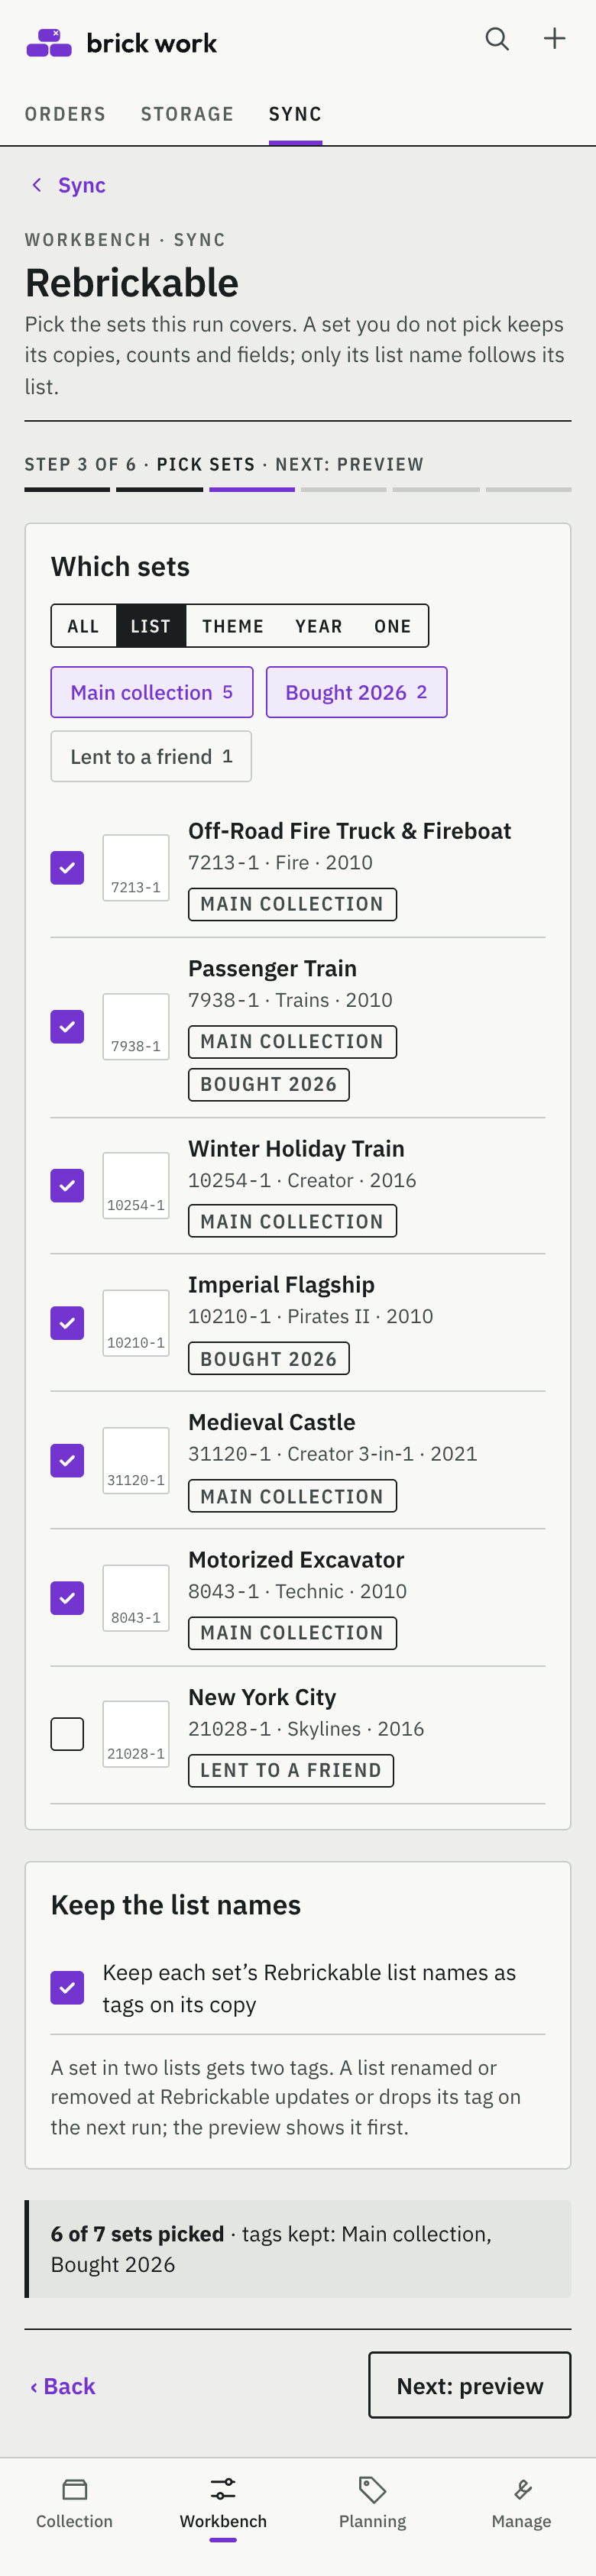 brick work
ORDERS STORAGE SYNC
Sync
WORKBENCH · SYNC
Rebrickable
Pick the sets this run covers. A set you do not pick keeps
its copies, counts and fields; only its list name follows its
list.
STEP 3 OF 6 · PICK SETS · NEXT: PREVIEW
Which sets
ALL LIST THEME YEAR ONE
Main collection 5 Bought 2026 2
Lent to a friend 1
Off-Road Fire Truck & Fireboat
7213-1 · Fire · 2010
7213-1
MAIN COLLECTION
Passenger Train
7938-1 · Trains · 2010
7938-1
MAIN COLLECTION
BOUGHT 2026
Winter Holiday Train
10254-1 · Creator · 2016
10254-1
MAIN COLLECTION
Imperial Flagship
10210-1 · Pirates II · 2010
10210-1
BOUGHT 2026
Medieval Castle
31120-1 · Creator 3-in-1 · 2021
31120-1
MAIN COLLECTION
Motorized Excavator
8043-1 · Technic · 2010
8043-1
MAIN COLLECTION
New York City
21028-1 · Skylines · 2016
21028-1
LENT TO A FRIEND
Keep the list names
Keep each set’s Rebrickable list names as
tags on its copy
A set in two lists gets two tags. A list renamed or
removed at Rebrickable updates or drops its tag on
the next run; the preview shows it first.
6 of 7 sets picked · tags kept: Main collection,
Bought 2026
‹ Back Next: preview
Collection Workbench Planning Manage